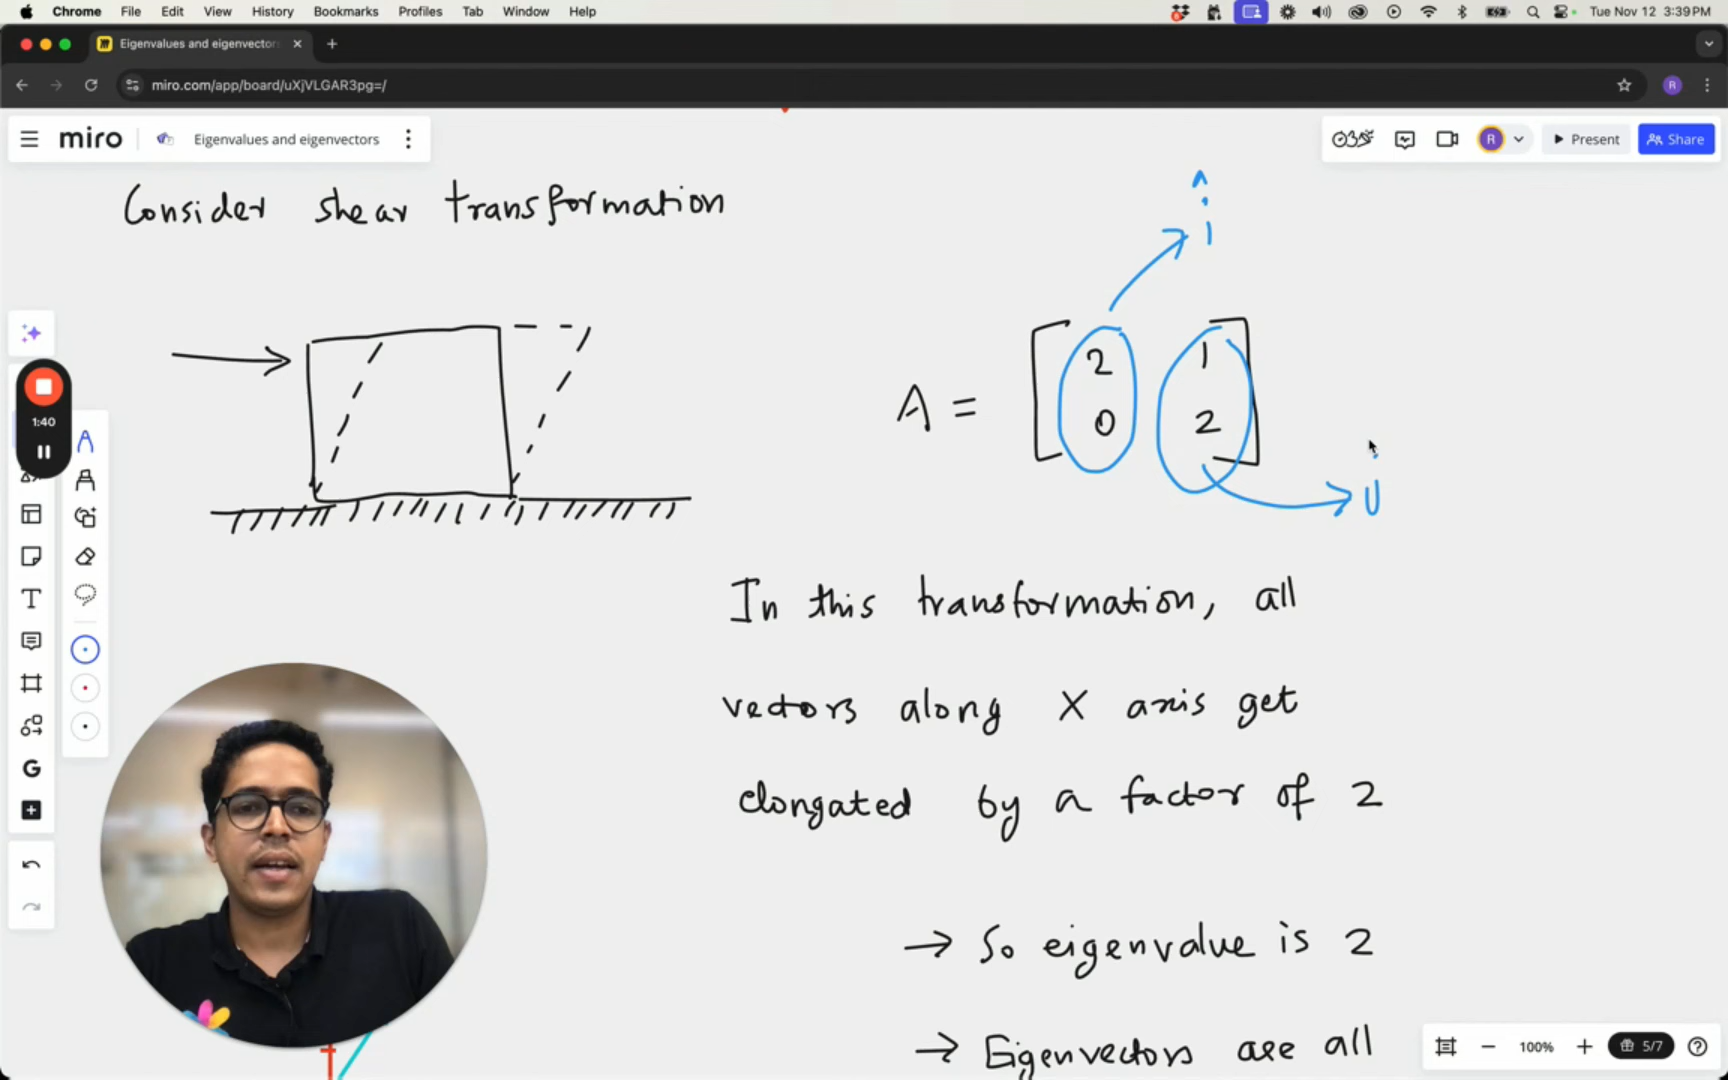 Chrome File Edit View History Bookmarks Profiles Tab Window Help
Tue Nov 12 3:39 PM
Eigenvalues and eigenvector
miro.com/app/board/uXjVLGAR3pg=/
R
miro Eigenvalues and eigenvectors
R Present Share
Consider shear transformation
î
A = [ 2 1
0 2 ]
1:40
In this transformation, all
vectors along X axis get
elongated by a factor of 2
→ So eigenvalue is 2
→ Eigenvectors are all
T
G
100% 5/7